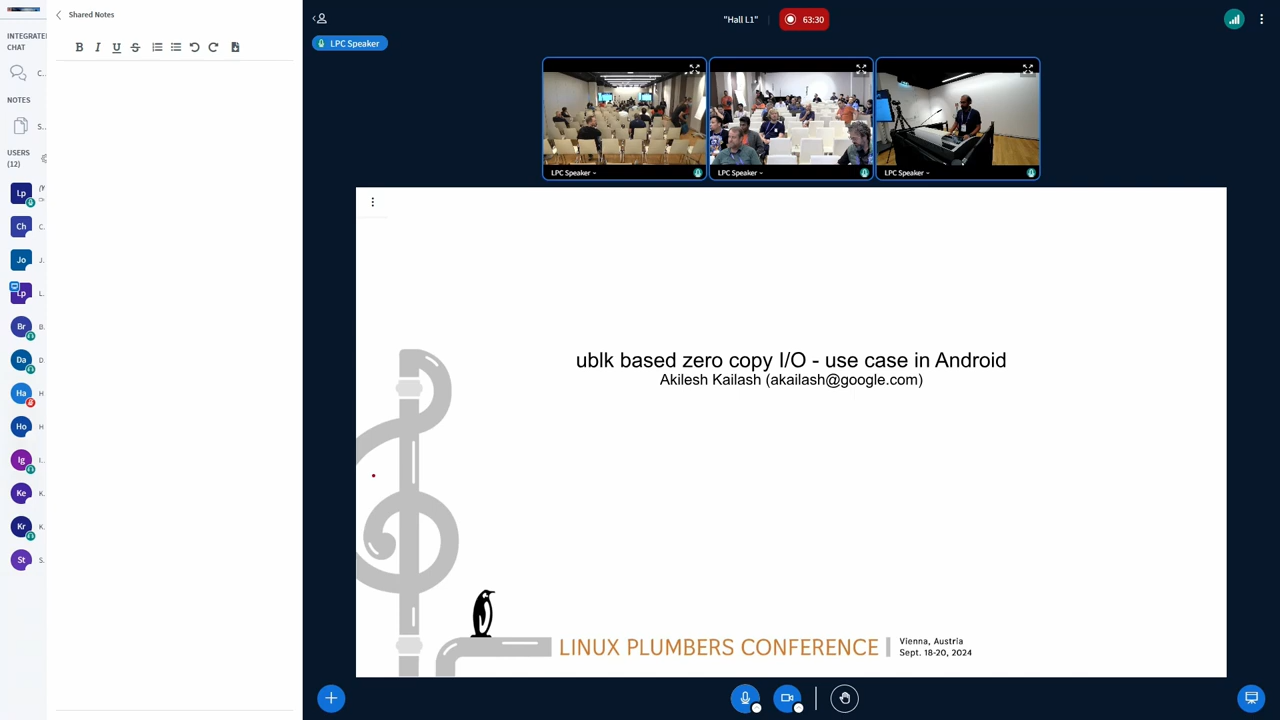 Shared Notes
INTEGRATE
CHAT
C..
NOTES
S..
USERS
(12)
Lp
Ch
C.
Jo
J.
Lp
L.
Br
B.
Da
D.
Ha
H
Ho
H
Ig
I..
Ke
K.
Kr
K.
St
S.
"Hall L1"
63:30
LPC Speaker
LPC Speaker
LPC Speaker
LPC Speaker
ublk based zero copy I/O - use case in Android
Akilesh Kailash (akailash@google.com)
LINUX PLUMBERS CONFERENCE
Vienna, Austria
Sept. 18-20, 2024